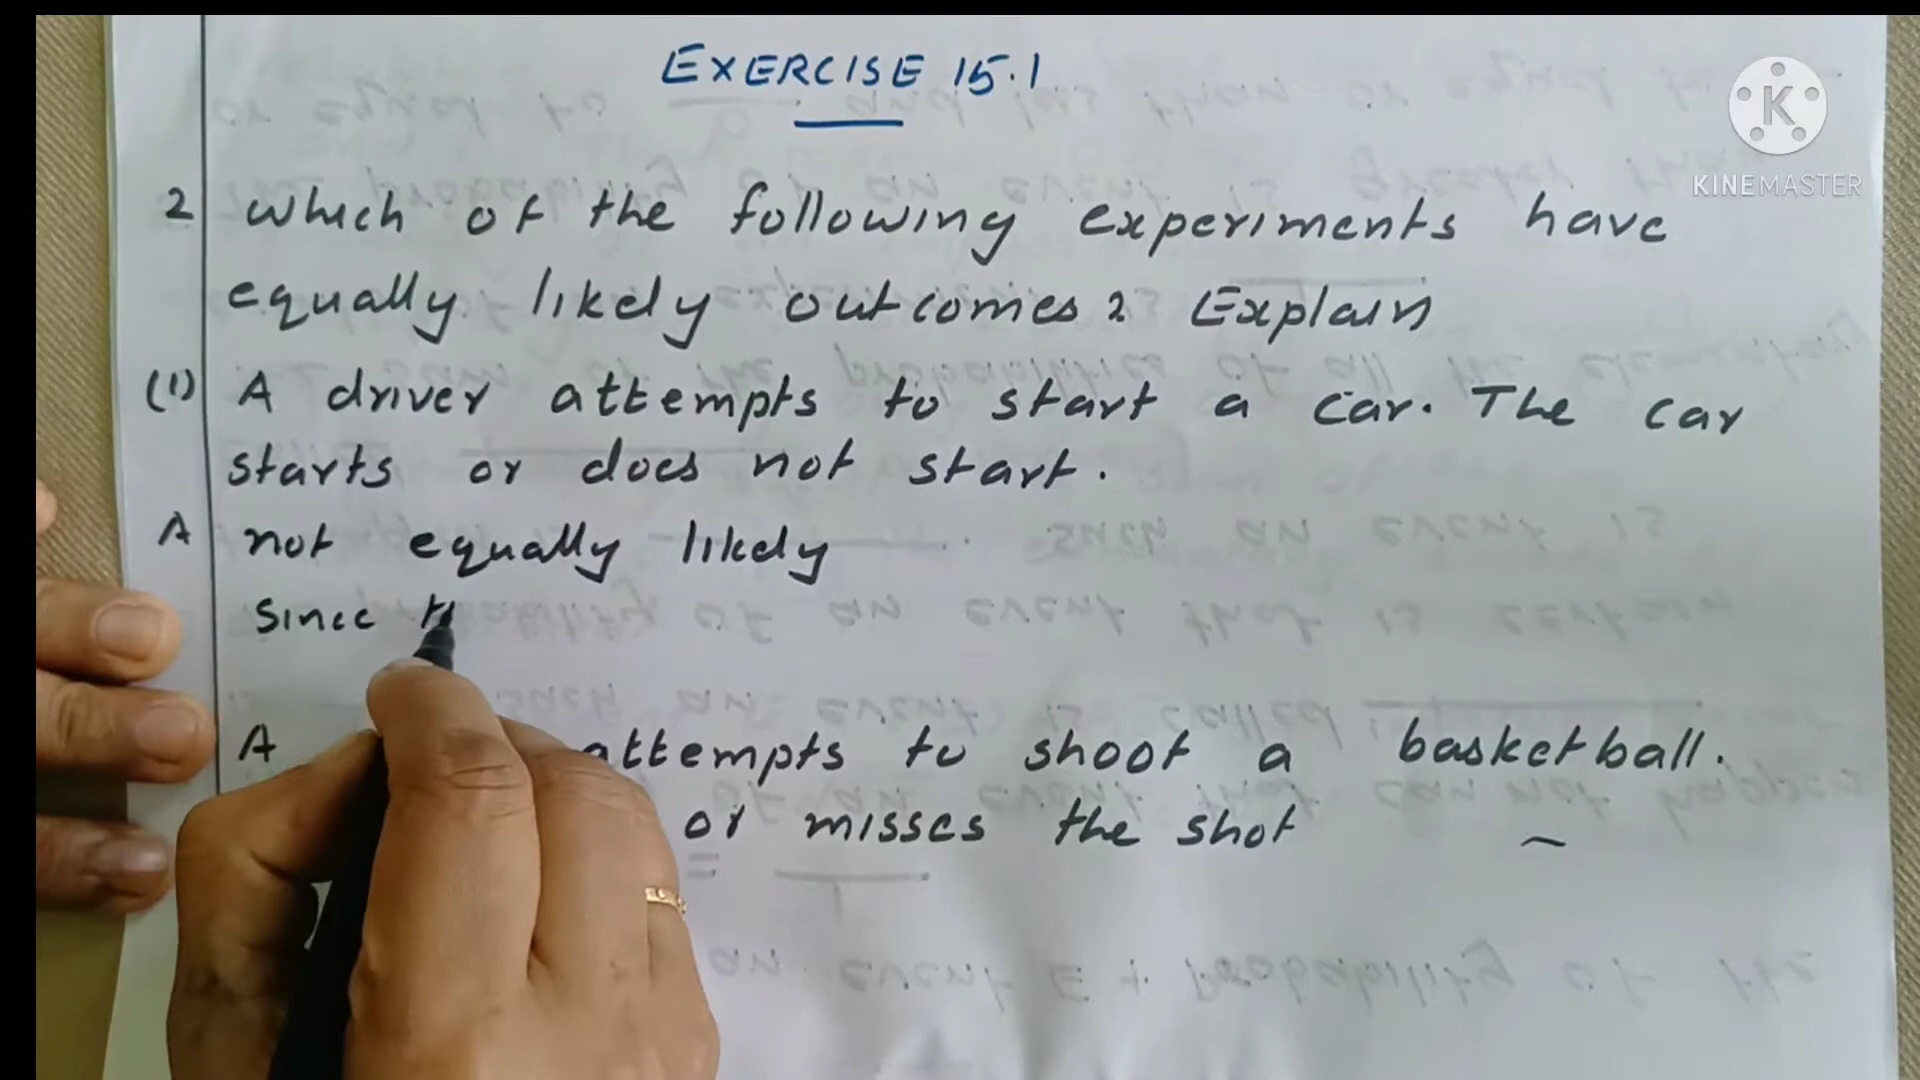 EXERCISE 15.1
KINEMASTER
2 which of the following experiments have
equally likely outcomes? Explain
(1) A driver attempts to start a car. The car
starts or does not start.
A not equally likely
since
A attempts to shoot a basketball.
or misses the shot